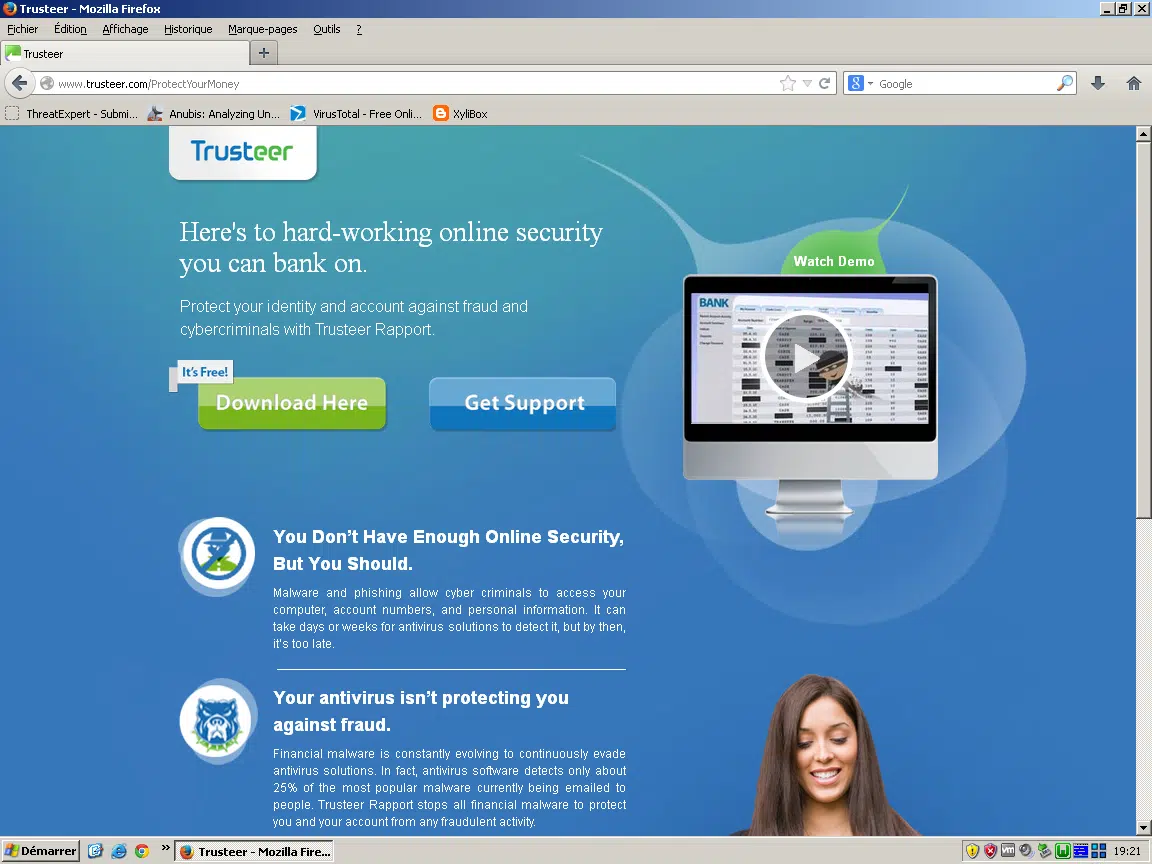 Trusteer - Mozilla Firefox
Fichier Édition Affichage Historique Marque-pages Outils ?
Trusteer
www.trusteer.com/ProtectYourMoney
Google
ThreatExpert - Submi... Anubis: Analyzing Un... VirusTotal - Free Onli... XyliBox
Trusteer
Here's to hard-working online security
you can bank on.
Watch Demo
BANK
Protect your identity and account against fraud and
cybercriminals with Trusteer Rapport.
It's Free!
Download Here
Get Support
You Don't Have Enough Online Security,
But You Should.
Malware and phishing allow cyber criminals to access your
computer, account numbers, and personal information. It can
take days or weeks for antivirus solutions to detect it, but by then,
it's too late.
Your antivirus isn't protecting you
against fraud.
Financial malware is constantly evolving to continuously evade
antivirus solutions. In fact, antivirus software detects only about
25% of the most popular malware currently being emailed to
people. Trusteer Rapport stops all financial malware to protect
you and your account from any fraudulent activity.
Démarrer
Trusteer - Mozilla Fire...
19:21